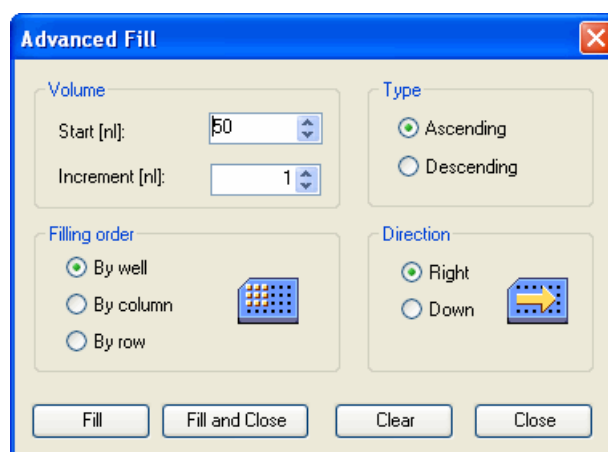 Advanced Fill
Volume
Start [nl]: 50
Increment [nl]: 1
Type
Ascending
Descending
Filling order
By well
By column
By row
Direction
Right
Down
Fill Fill and Close Clear Close